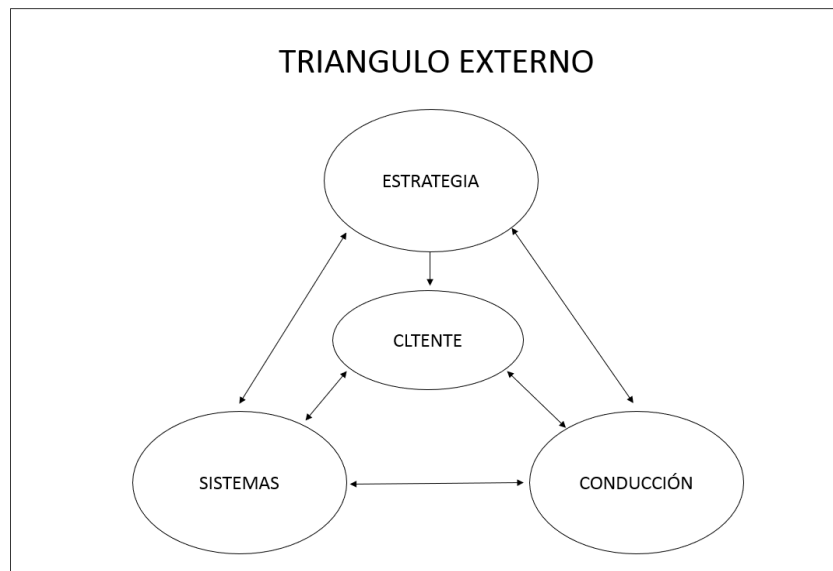 TRIANGULO EXTERNO
ESTRATEGIA
CLTENTE
SISTEMAS
CONDUCCIÓN